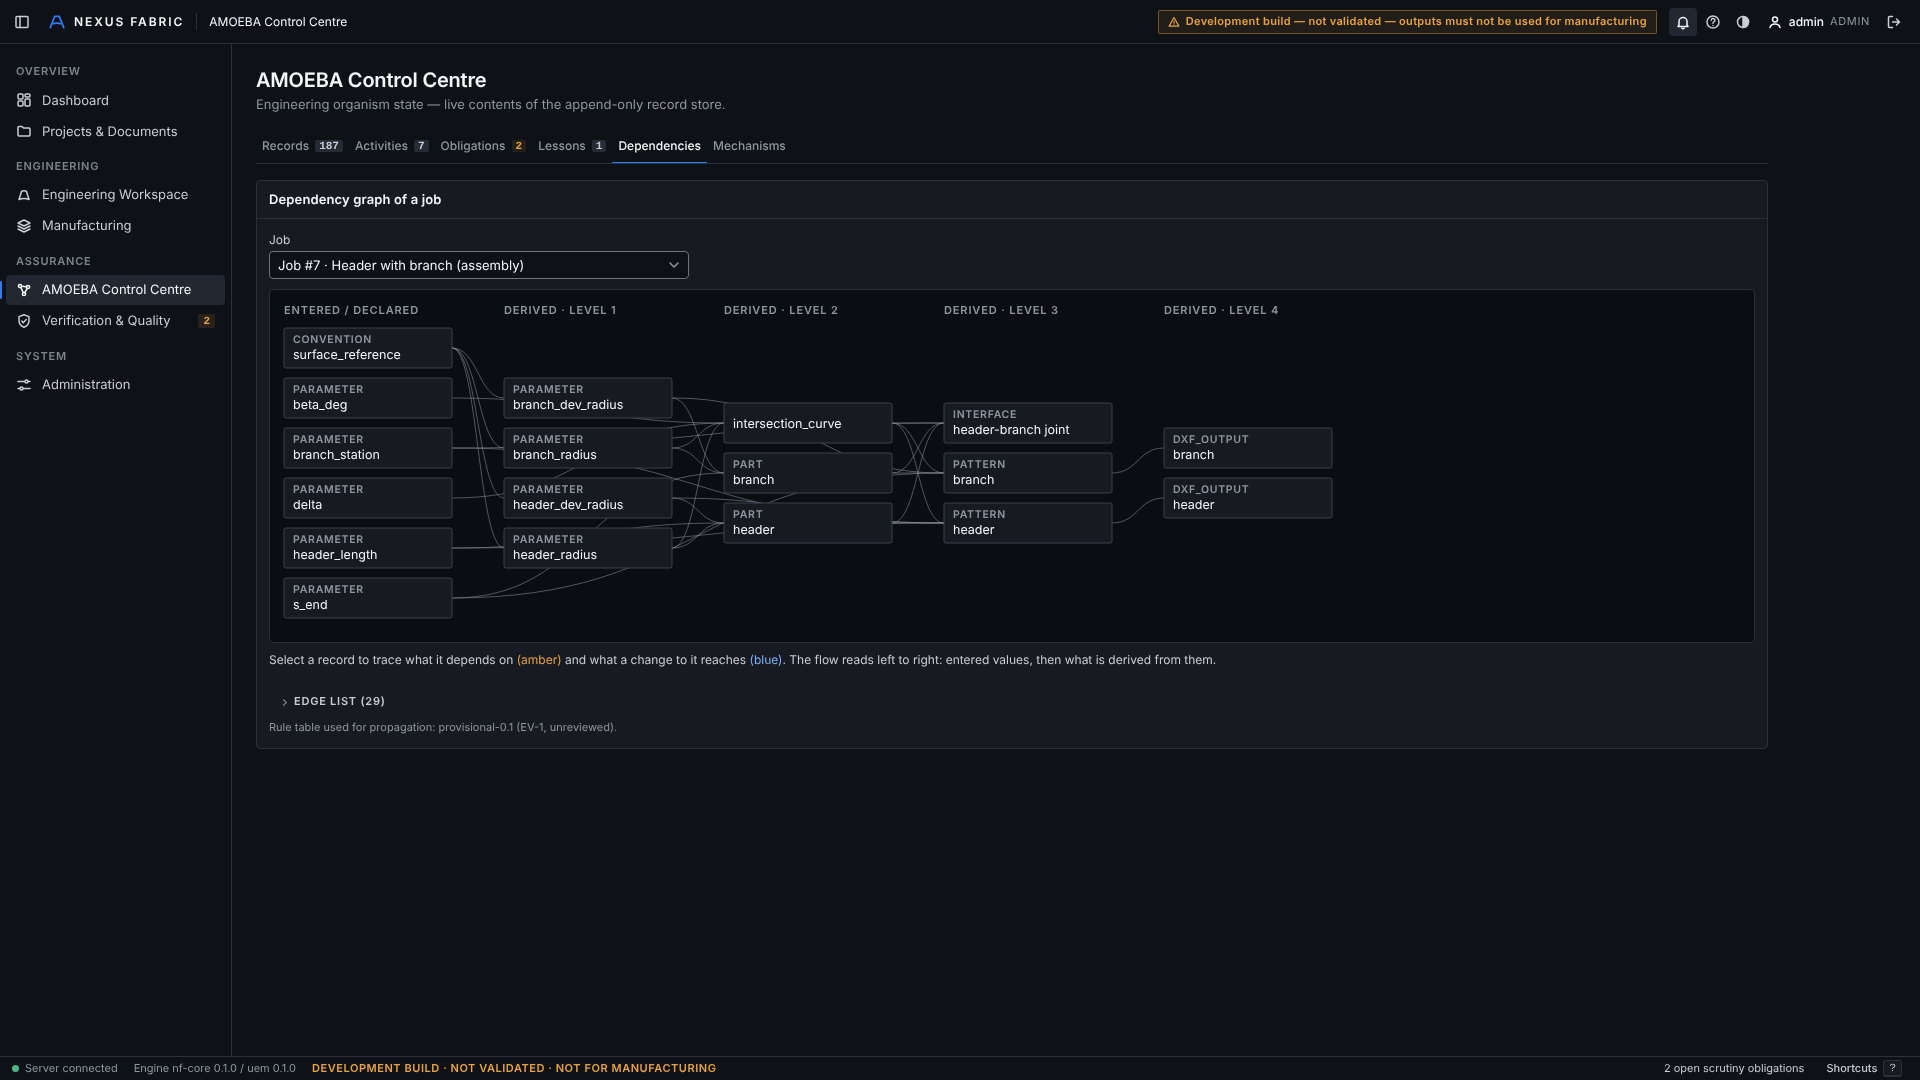 NEXUS FABRIC
AMOEBA Control Centre
Development build — not validated — outputs must not be used for manufacturing
admin ADMIN
OVERVIEW
Dashboard
Projects & Documents
ENGINEERING
Engineering Workspace
Manufacturing
ASSURANCE
AMOEBA Control Centre
Verification & Quality 2
SYSTEM
Administration
AMOEBA Control Centre
Engineering organism state — live contents of the append-only record store.
Records 187 Activities 7 Obligations 2 Lessons 1 Dependencies Mechanisms
Dependency graph of a job
Job
Job #7 · Header with branch (assembly)
ENTERED / DECLARED
CONVENTION
surface_reference
PARAMETER
beta_deg
PARAMETER
branch_station
PARAMETER
delta
PARAMETER
header_length
PARAMETER
s_end
DERIVED · LEVEL 1
PARAMETER
branch_dev_radius
PARAMETER
branch_radius
PARAMETER
header_dev_radius
PARAMETER
header_radius
DERIVED · LEVEL 2
intersection_curve
PART
branch
PART
header
DERIVED · LEVEL 3
INTERFACE
header-branch joint
PATTERN
branch
PATTERN
header
DERIVED · LEVEL 4
DXF_OUTPUT
branch
DXF_OUTPUT
header
Select a record to trace what it depends on (amber) and what a change to it reaches (blue). The flow reads left to right: entered values, then what is derived from them.
EDGE LIST (29)
Rule table used for propagation: provisional-0.1 (EV-1, unreviewed).
Server connected
Engine nf-core 0.1.0 / uem 0.1.0
DEVELOPMENT BUILD · NOT VALIDATED · NOT FOR MANUFACTURING
2 open scrutiny obligations
Shortcuts ?